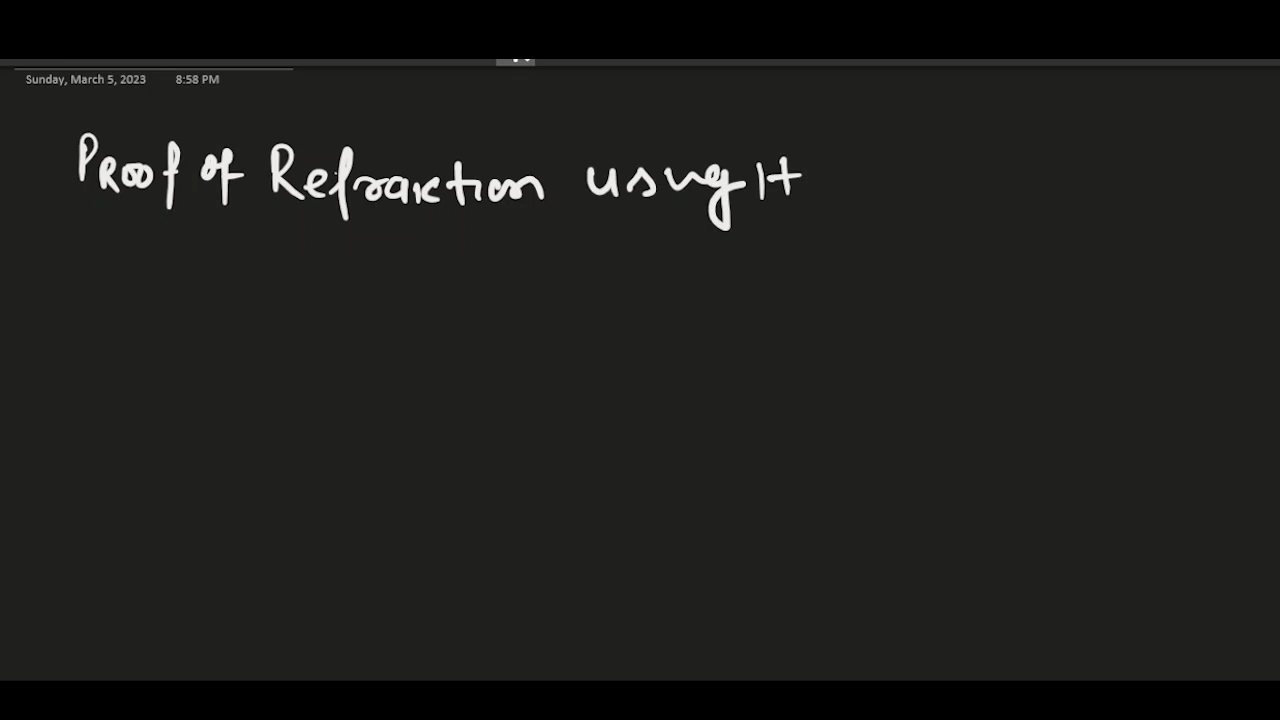 Sunday, March 5, 2023 8:58 PM
Proof of Refraction using H